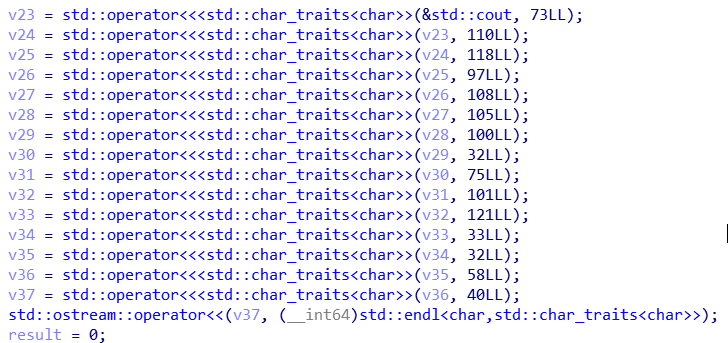 v23 = std::operator<<<std::char_traits<char>>(&std::cout, 73LL);
v24 = std::operator<<<std::char_traits<char>>(v23, 110LL);
v25 = std::operator<<<std::char_traits<char>>(v24, 118LL);
v26 = std::operator<<<std::char_traits<char>>(v25, 97LL);
v27 = std::operator<<<std::char_traits<char>>(v26, 108LL);
v28 = std::operator<<<std::char_traits<char>>(v27, 105LL);
v29 = std::operator<<<std::char_traits<char>>(v28, 100LL);
v30 = std::operator<<<std::char_traits<char>>(v29, 32LL);
v31 = std::operator<<<std::char_traits<char>>(v30, 75LL);
v32 = std::operator<<<std::char_traits<char>>(v31, 101LL);
v33 = std::operator<<<std::char_traits<char>>(v32, 121LL);
v34 = std::operator<<<std::char_traits<char>>(v33, 33LL);
v35 = std::operator<<<std::char_traits<char>>(v34, 32LL);
v36 = std::operator<<<std::char_traits<char>>(v35, 58LL);
v37 = std::operator<<<std::char_traits<char>>(v36, 40LL);
std::ostream::operator<<(v37, (__int64)std::endl<char,std::char_traits<char>>);
result = 0;